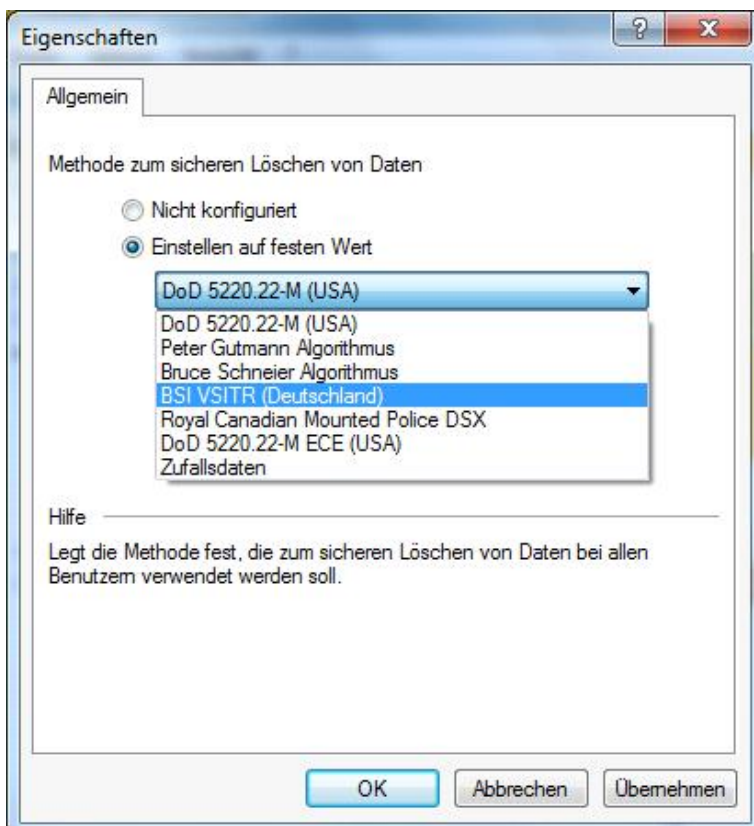 Eigenschaften
Allgemein
Methode zum sicheren Löschen von Daten
Nicht konfiguriert
Einstellen auf festen Wert
DoD 5220.22-M (USA)
DoD 5220.22-M (USA)
Peter Gutmann Algorithmus
Bruce Schneier Algorithmus
BSI VSITR (Deutschland)
Royal Canadian Mounted Police DSX
DoD 5220.22-M ECE (USA)
Zufallsdaten
Hilfe
Legt die Methode fest, die zum sicheren Löschen von Daten bei allen
Benutzern verwendet werden soll.
OK Abbrechen Übernehmen